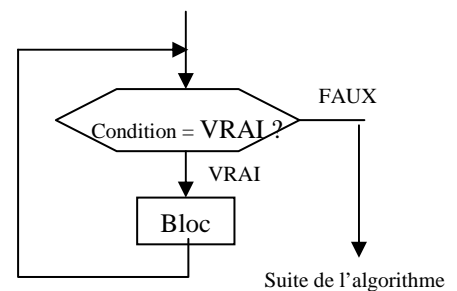 FAUX
Condition = VRAI ?
VRAI
Bloc
Suite de l’algorithme